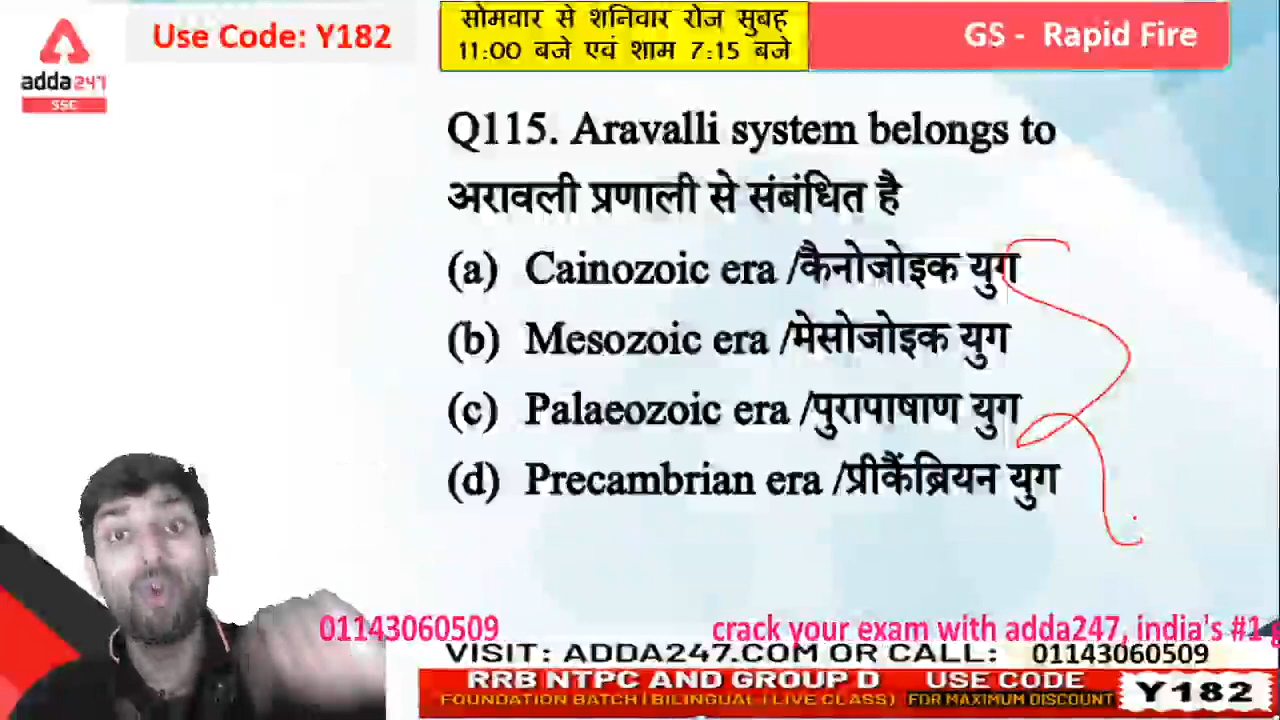 Use Code: Y182
सोमवार से शनिवार रोज सुबह
11:00 बजे एवं शाम 7:15 बजे
GS - Rapid Fire
adda247
SSC
Q115. Aravalli system belongs to
अरावली प्रणाली से संबंधित है
(a) Cainozoic era /कैनोजोइक युग
(b) Mesozoic era /मेसोजोइक युग
(c) Palaeozoic era /पुरापाषाण युग
(d) Precambrian era /प्रीकैंब्रियन युग
01143060509 crack your exam with adda247, india's #1
VISIT: ADDA247.COM OR CALL: 01143060509
RRB NTPC AND GROUP D USE CODE
FOUNDATION BATCH | BILINGUAL (LIVE CLASS) FOR MAXIMUM DISCOUNT
Y182